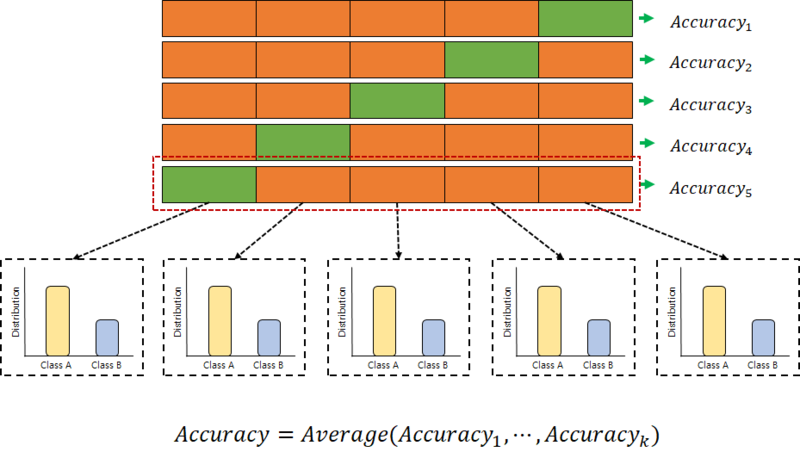 Accuracy₁
Accuracy₂
Accuracy₃
Accuracy₄
Accuracy₅
Distribution
Class A Class B
Distribution
Class A Class B
Distribution
Class A Class B
Distribution
Class A Class B
Distribution
Class A Class B
Accuracy = Average(Accuracy₁, ⋯, Accuracyₖ)